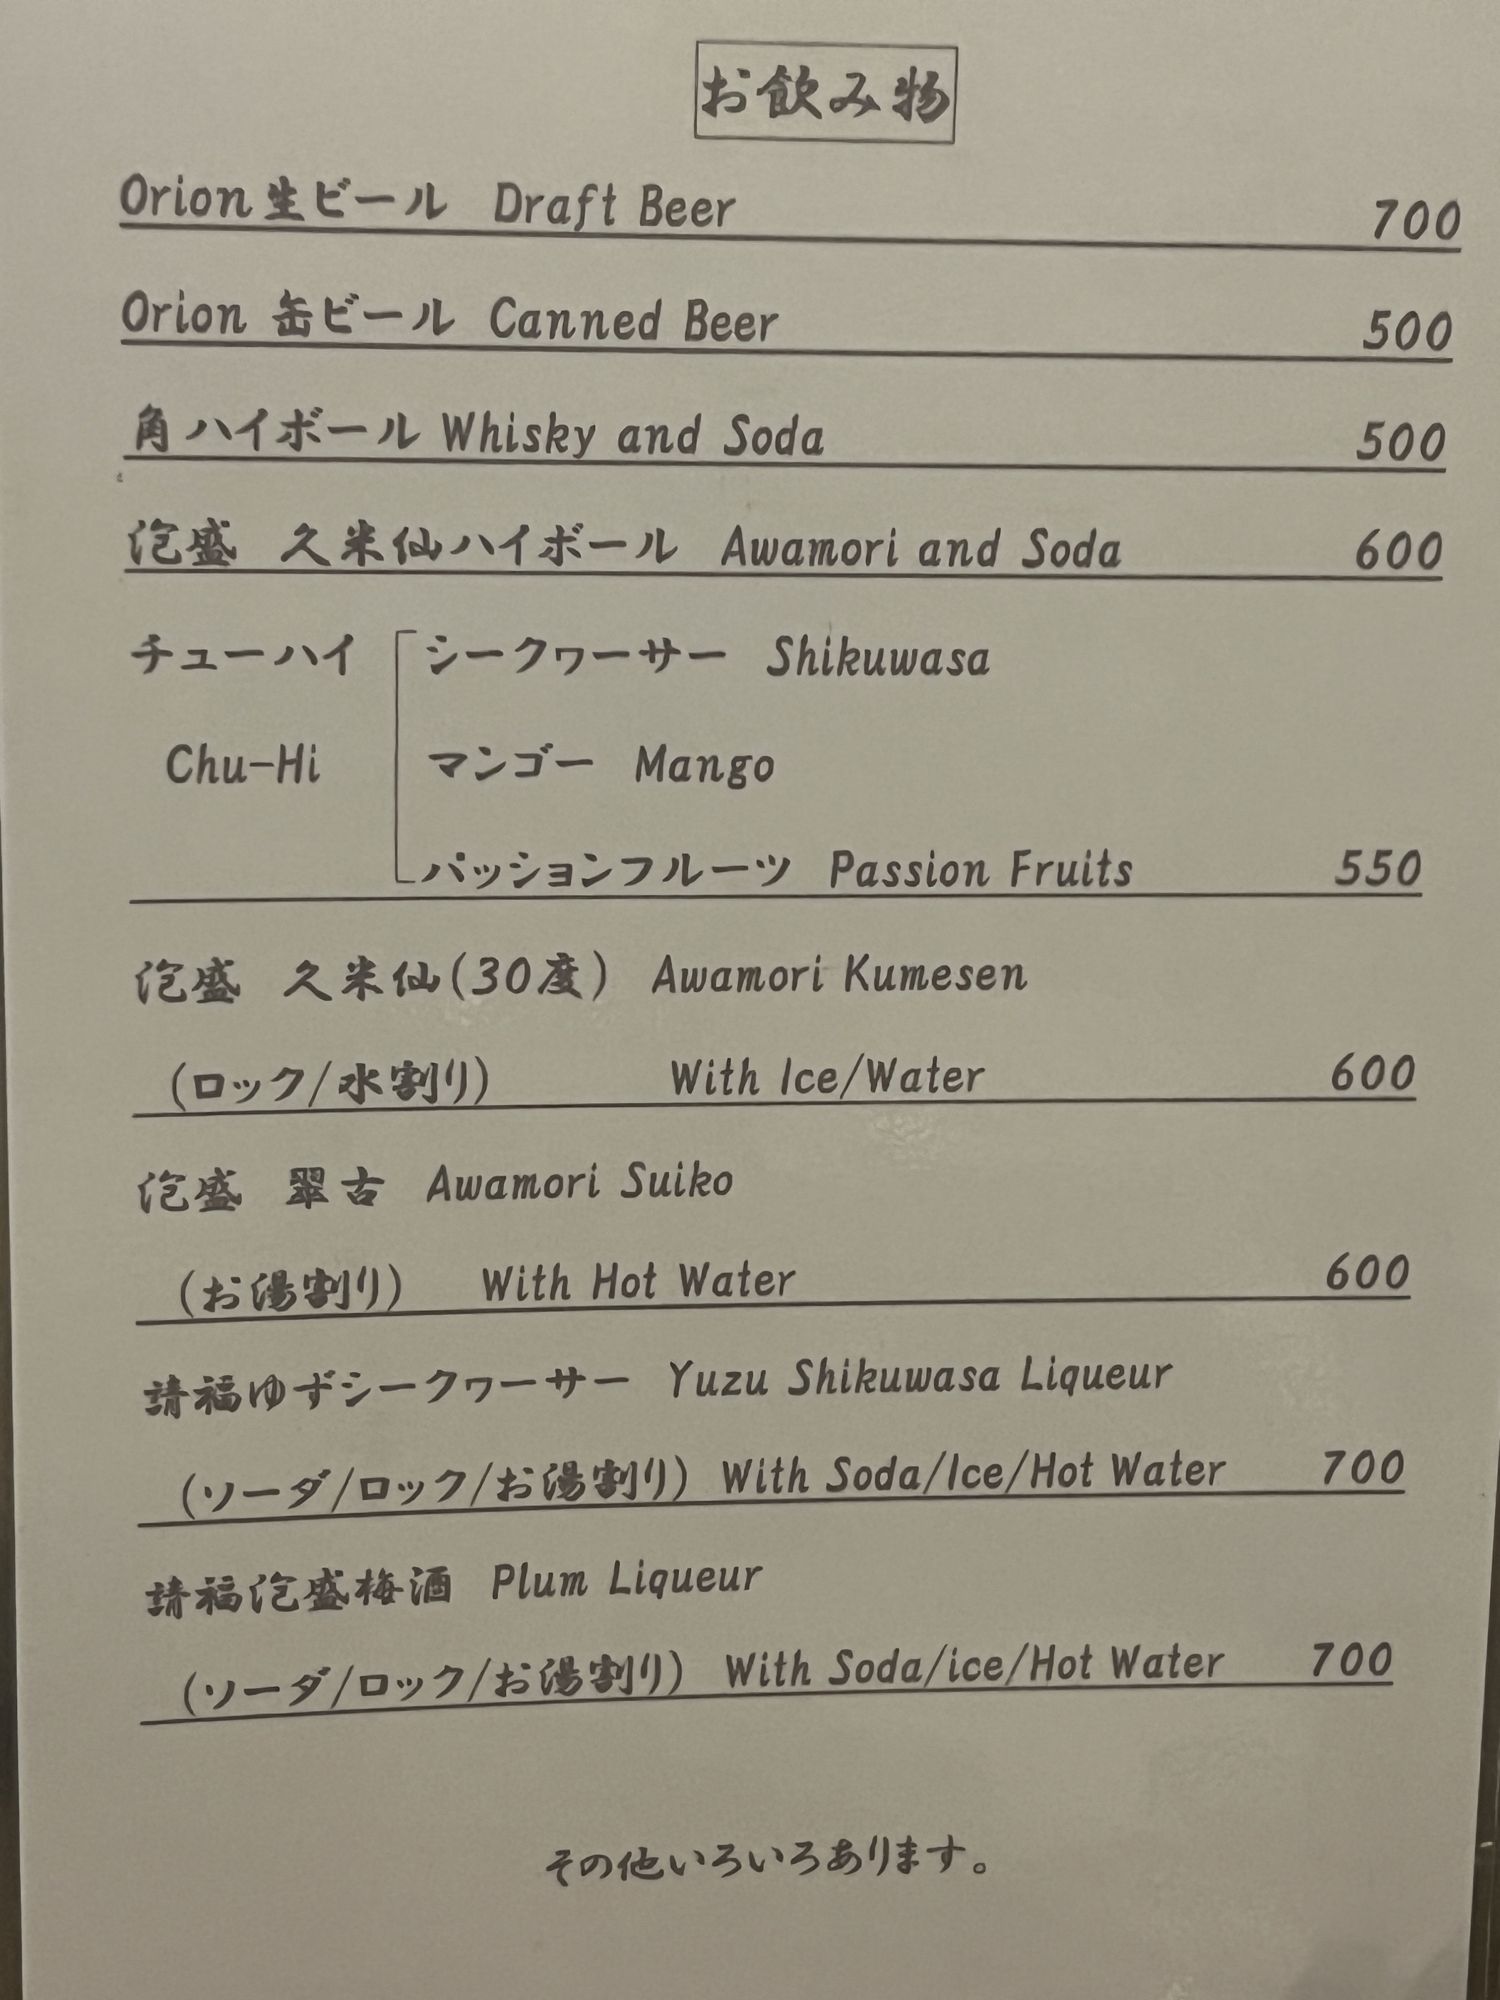 お飲み物
Orion 生ビール Draft Beer 700
Orion 缶ビール Canned Beer 500
角ハイボール Whisky and Soda 500
泡盛 久米仙ハイボール Awamori and Soda 600
チューハイ シークヮーサー Shikuwasa
Chu-Hi マンゴー Mango
パッションフルーツ Passion Fruits 550
泡盛 久米仙(30度) Awamori Kumesen
(ロック/水割り) With Ice/Water 600
泡盛 翠古 Awamori Suiko
(お湯割り) With Hot Water 600
請福ゆずシークヮーサー Yuzu Shikuwasa Liqueur
(ソーダ/ロック/お湯割り) With Soda/Ice/Hot Water 700
請福泡盛梅酒 Plum Liqueur
(ソーダ/ロック/お湯割り) With Soda/ice/Hot Water 700
その他いろいろあります。